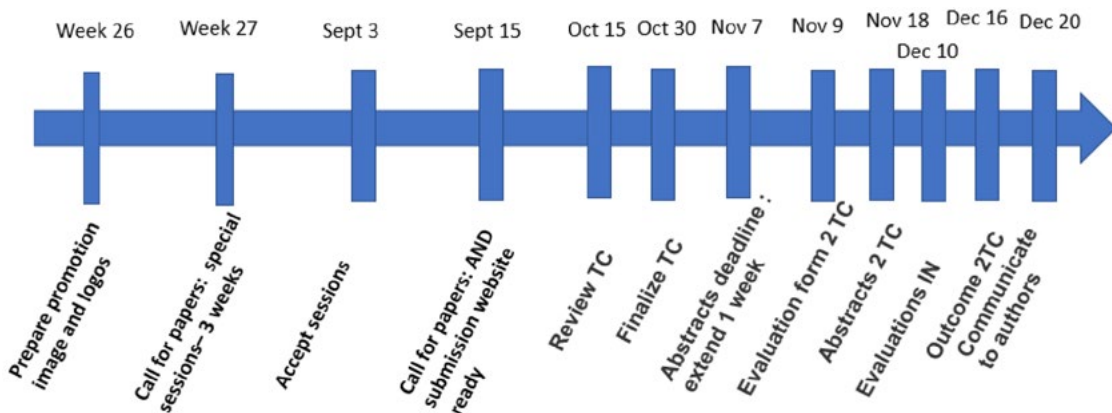 Week 26
Week 27
Sept 3
Sept 15
Oct 15
Oct 30
Nov 7
Nov 9
Nov 18
Dec 10
Dec 16
Dec 20
Prepare promotion
image and logos
Call for papers: special
sessions– 3 weeks
Accept sessions
Call for papers: AND
submission website
ready
Review TC
Finalize TC
Abstracts deadline :
extend 1 week
Evaluation form 2 TC
Abstracts 2 TC
Evaluations IN
Outcome 2TC
Communicate
to authors